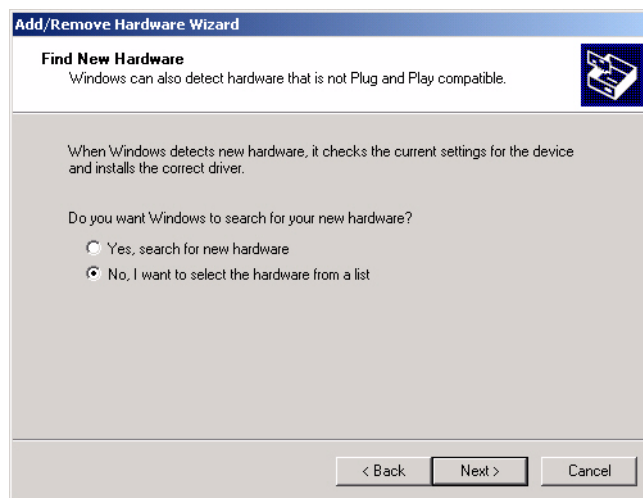 Add/Remove Hardware Wizard
Find New Hardware
Windows can also detect hardware that is not Plug and Play compatible.
When Windows detects new hardware, it checks the current settings for the device
and installs the correct driver.
Do you want Windows to search for your new hardware?
Yes, search for new hardware
No, I want to select the hardware from a list
< Back Next > Cancel